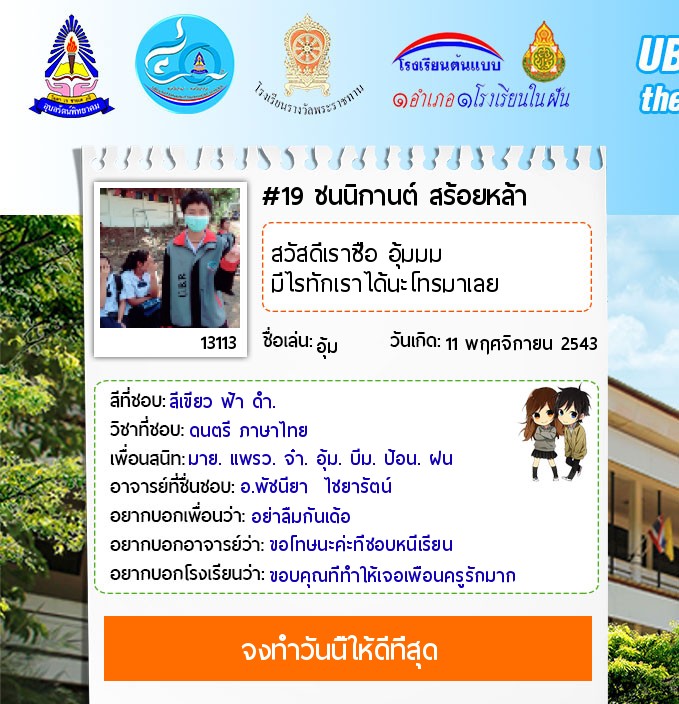 อุบลรัตน์พิทยาคม
โรงเรียนรางวัลพระราชทาน
โรงเรียนต้นแบบ
๑อำเภอ๑โรงเรียนในฝัน
UB
the
#19 ชนนิกานต์ สร้อยหล้า
สวัสดีเราชื่อ อุ้มมม
มีไรทักเราได้นะโทรมาเลย
U.B.R.
13113
ชื่อเล่น: อุ้ม
วันเกิด: 11 พฤศจิกายน 2543
สีที่ชอบ: สีเขียว ฟ้า ดำ.
วิชาที่ชอบ: ดนตรี ภาษาไทย
เพื่อนสนิท: มาย. แพรว. จ๋า. อุ้ม. บีม. ป้อน. ฝน
อาจารย์ที่ชื่นชอบ: อ.พัชนียา ไชยารัตน์
อยากบอกเพื่อนว่า: อย่าลืมกันเด้อ
อยากบอกอาจารย์ว่า: ขอโทษนะค่ะที่ชอบหนีเรียน
อยากบอกโรงเรียนว่า: ขอบคุณที่ทำให้เจอเพื่อนครูรักมาก
จงทำวันนี้ให้ดีที่สุด